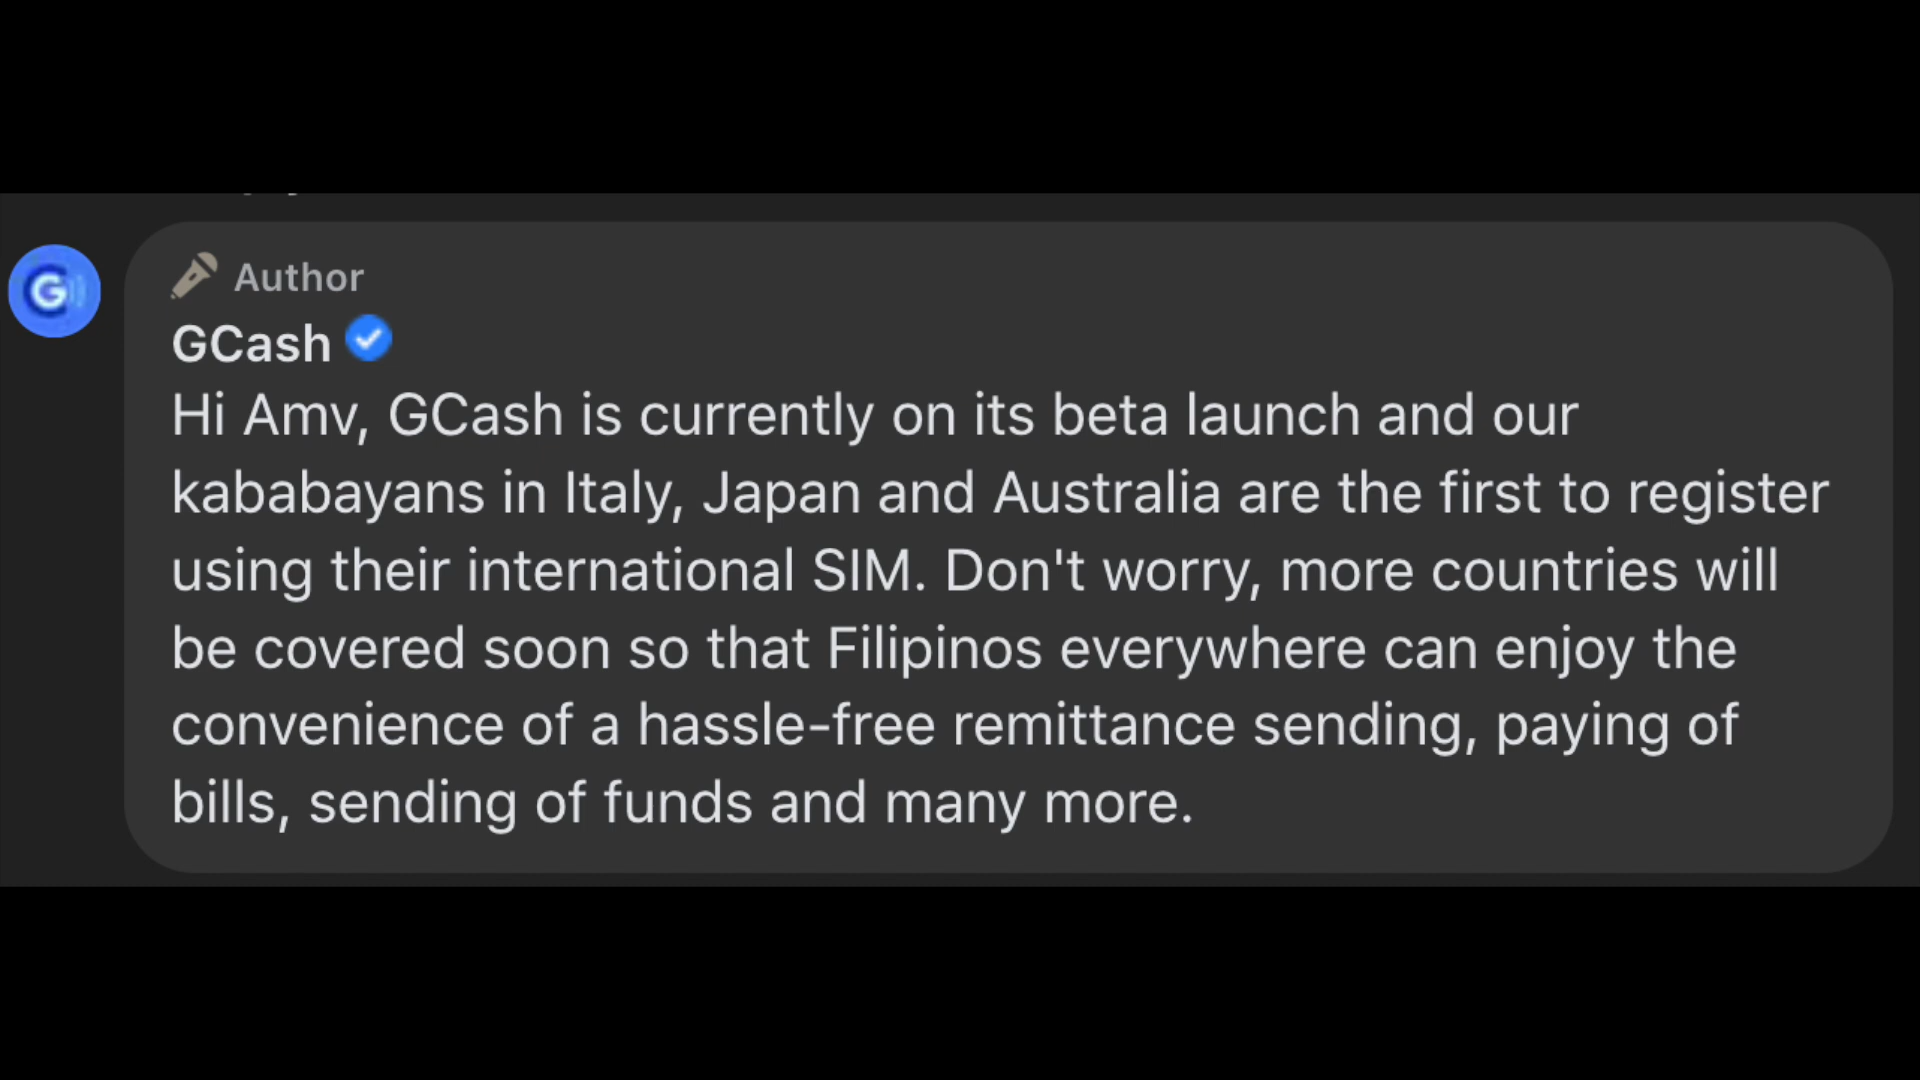 Author
GCash
Hi Amv, GCash is currently on its beta launch and our
kababayans in Italy, Japan and Australia are the first to register
using their international SIM. Don't worry, more countries will
be covered soon so that Filipinos everywhere can enjoy the
convenience of a hassle-free remittance sending, paying of
bills, sending of funds and many more.